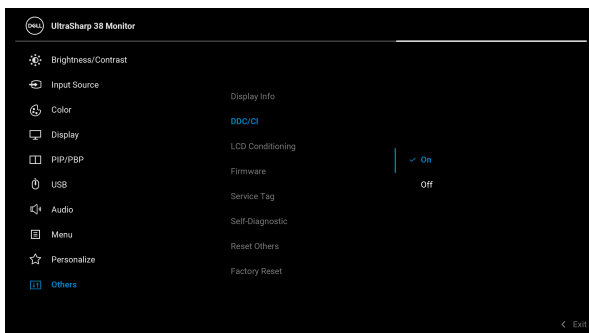 DELL
UltraSharp 38 Monitor
Brightness/Contrast
Input Source
Color
Display
PIP/PBP
USB
Audio
Menu
Personalize
Others
Display Info
DDC/CI
LCD Conditioning
Firmware
Service Tag
Self-Diagnostic
Reset Others
Factory Reset
On
Off
Exit